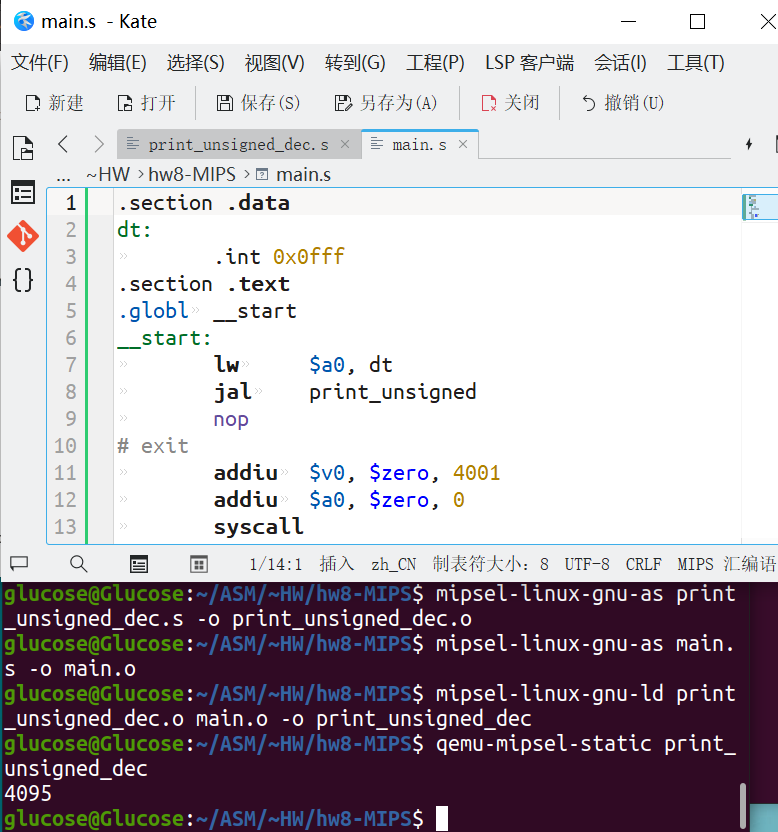 main.s - Kate
文件(F) 编辑(E) 选择(S) 视图(V) 转到(G) 工程(P) LSP 客户端 会话(I) 工具(T)
新建 打开 保存(S) 另存为(A) 关闭 撤销(U)
print_unsigned_dec.s main.s
... ~HW hw8-MIPS main.s
1 .section .data
2 dt:
3 .int 0x0fff
4 .section .text
5 .globl __start
6 __start:
7 lw $a0, dt
8 jal print_unsigned
9 nop
10 # exit
11 addiu $v0, $zero, 4001
12 addiu $a0, $zero, 0
13 syscall
1/14:1 插入 zh_CN 制表符大小：8 UTF-8 CRLF MIPS 汇编语
glucose@Glucose:~/ASM/~HW/hw8-MIPS$ mipsel-linux-gnu-as print
_unsigned_dec.s -o print_unsigned_dec.o
glucose@Glucose:~/ASM/~HW/hw8-MIPS$ mipsel-linux-gnu-as main.
s -o main.o
glucose@Glucose:~/ASM/~HW/hw8-MIPS$ mipsel-linux-gnu-ld print
_unsigned_dec.o main.o -o print_unsigned_dec
glucose@Glucose:~/ASM/~HW/hw8-MIPS$ qemu-mipsel-static print_
unsigned_dec
4095
glucose@Glucose:~/ASM/~HW/hw8-MIPS$